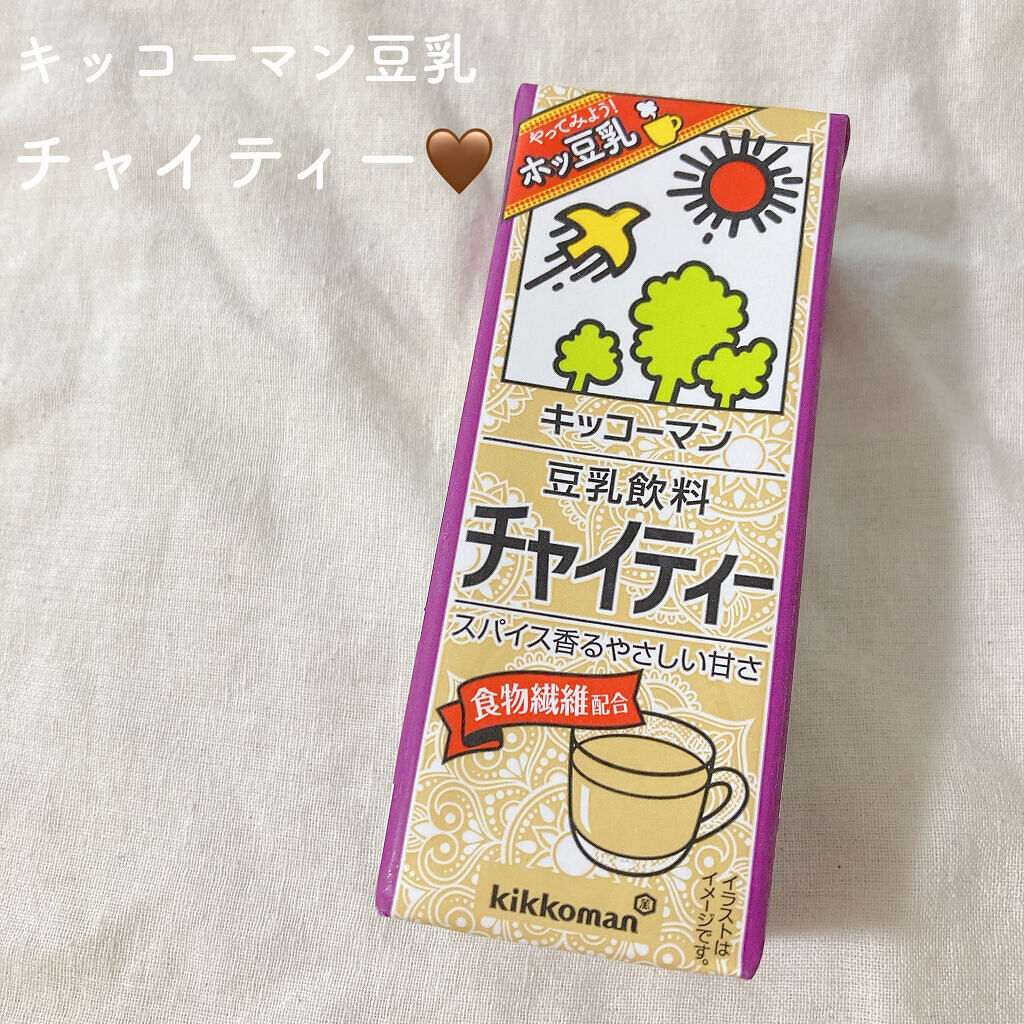 キッコーマン豆乳
チャイティー🤎
やってみよう!
ホッ豆乳
キッコーマン
豆乳飲料
チャイティー
スパイス香るやさしい甘さ
食物繊維配合
kikkoman
イラストは
イメージです。